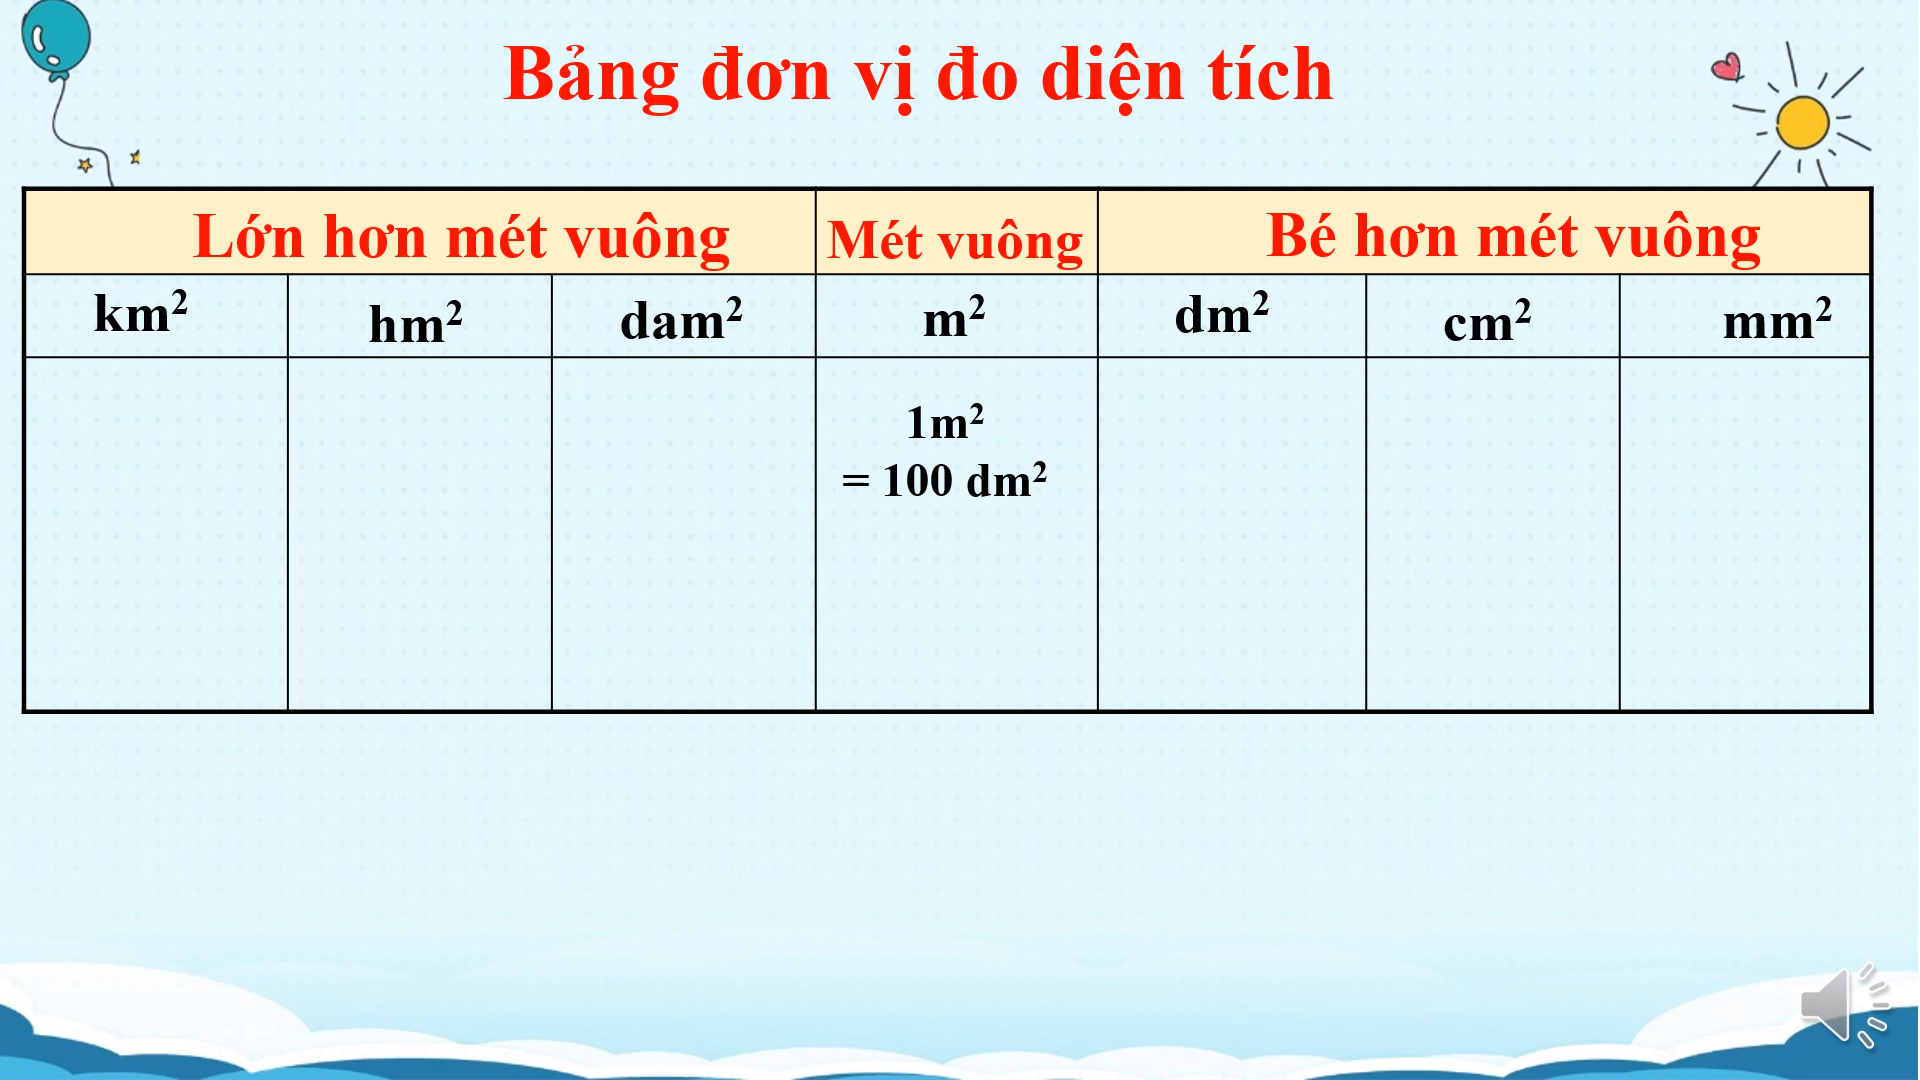 Bảng đơn vị đo diện tích
Lớn hơn mét vuông Mét vuông Bé hơn mét vuông
km² hm² dam² m² dm² cm² mm²
1m²
= 100 dm²